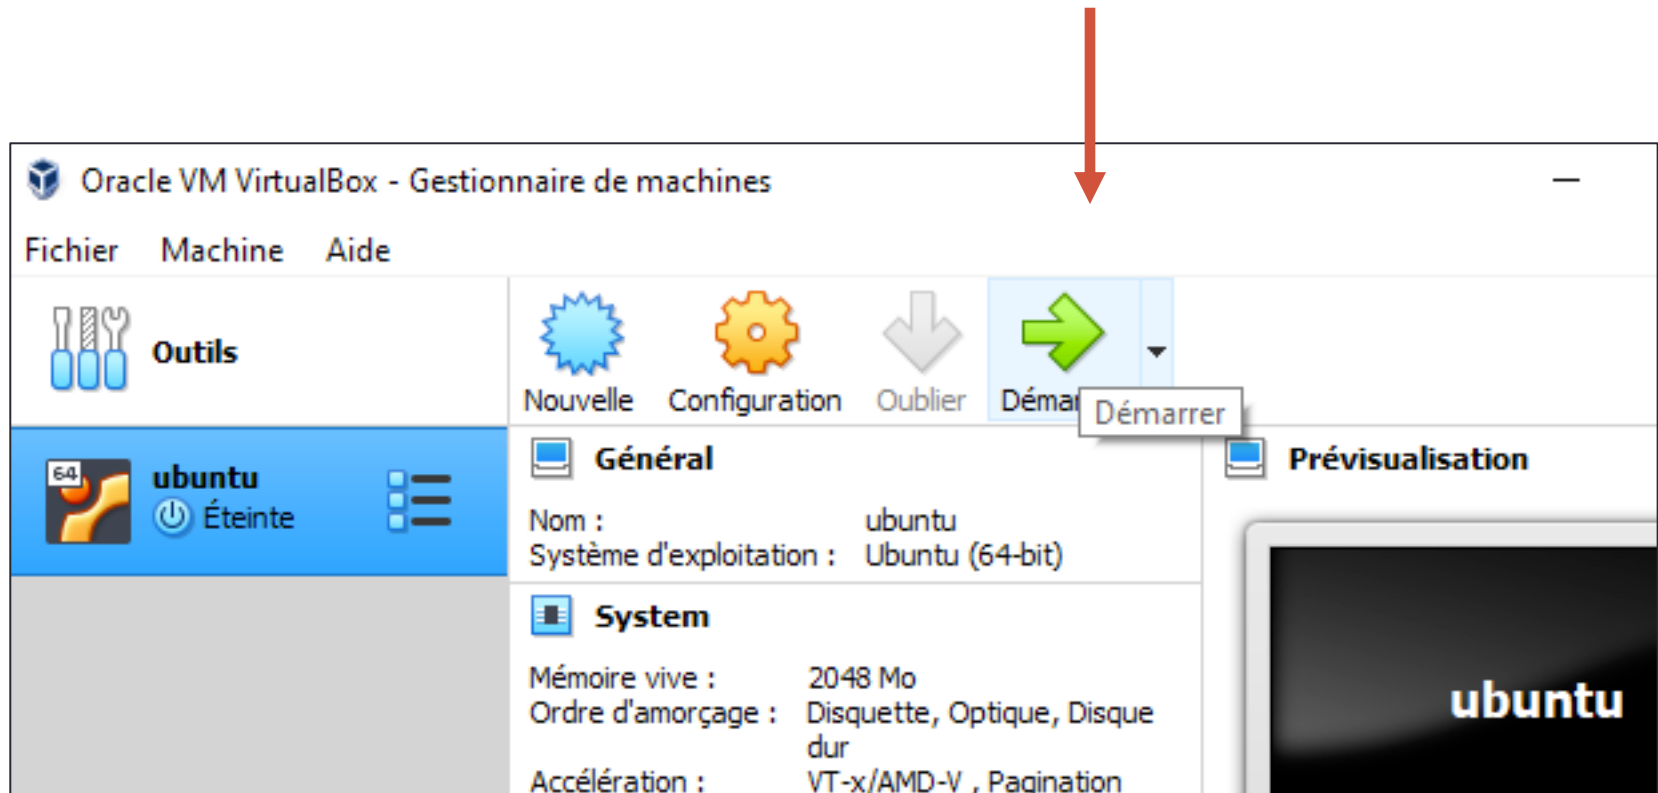 Oracle VM VirtualBox - Gestionnaire de machines
Fichier Machine Aide
Outils
Nouvelle Configuration Oublier Démar
Démarrer
64
ubuntu
Éteinte
Général
Nom : ubuntu
Système d'exploitation : Ubuntu (64-bit)
System
Mémoire vive : 2048 Mo
Ordre d'amorçage : Disquette, Optique, Disque
dur
Accélération : VT-x/AMD-V , Pagination
Prévisualisation
ubuntu